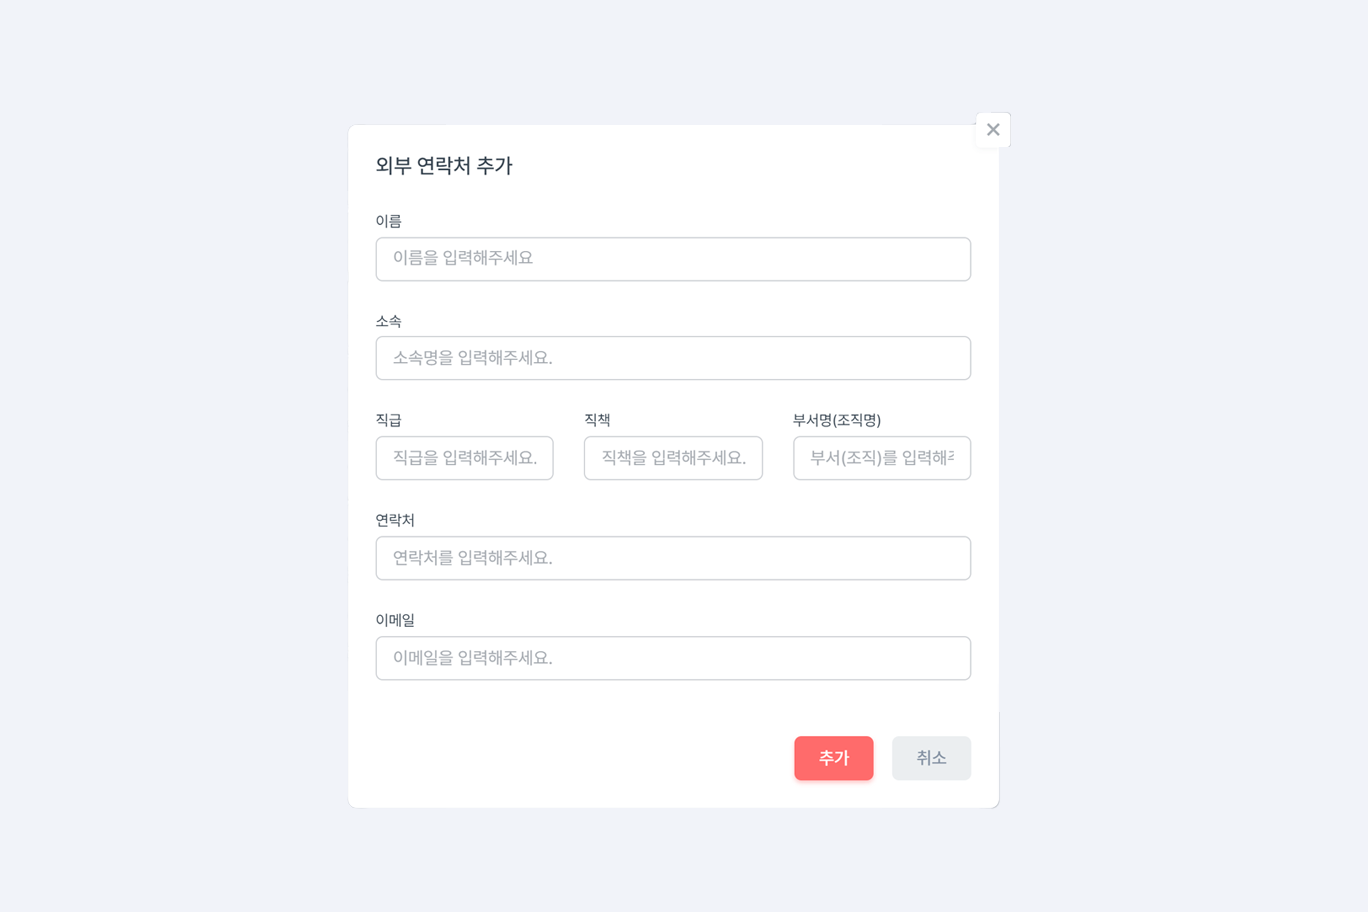 외부 연락처 추가
이름
이름을 입력해주세요
소속
소속명을 입력해주세요.
직급 직책 부서명(조직명)
직급을 입력해주세요. 직책을 입력해주세요. 부서(조직)를 입력해
연락처
연락처를 입력해주세요.
이메일
이메일을 입력해주세요.
추가 취소